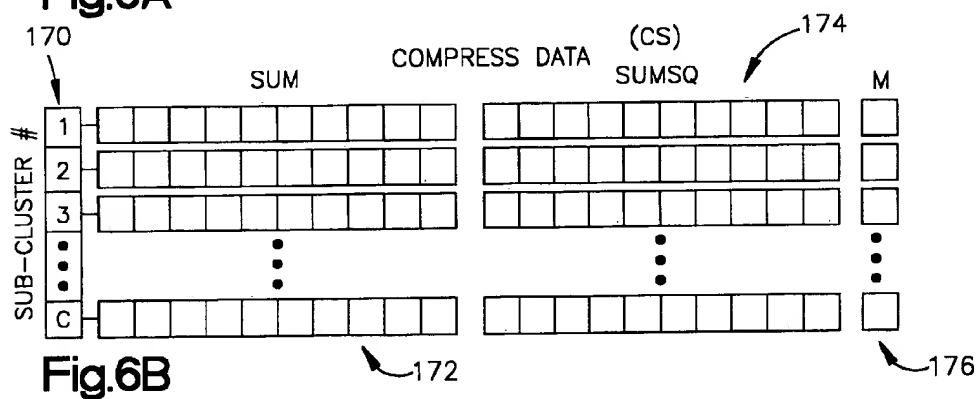 Fig.6A
170
COMPRESS DATA
(CS)
174
SUM
SUMSQ
M
SUB-CLUSTER #
1
2
3
C
172
176
Fig.6B